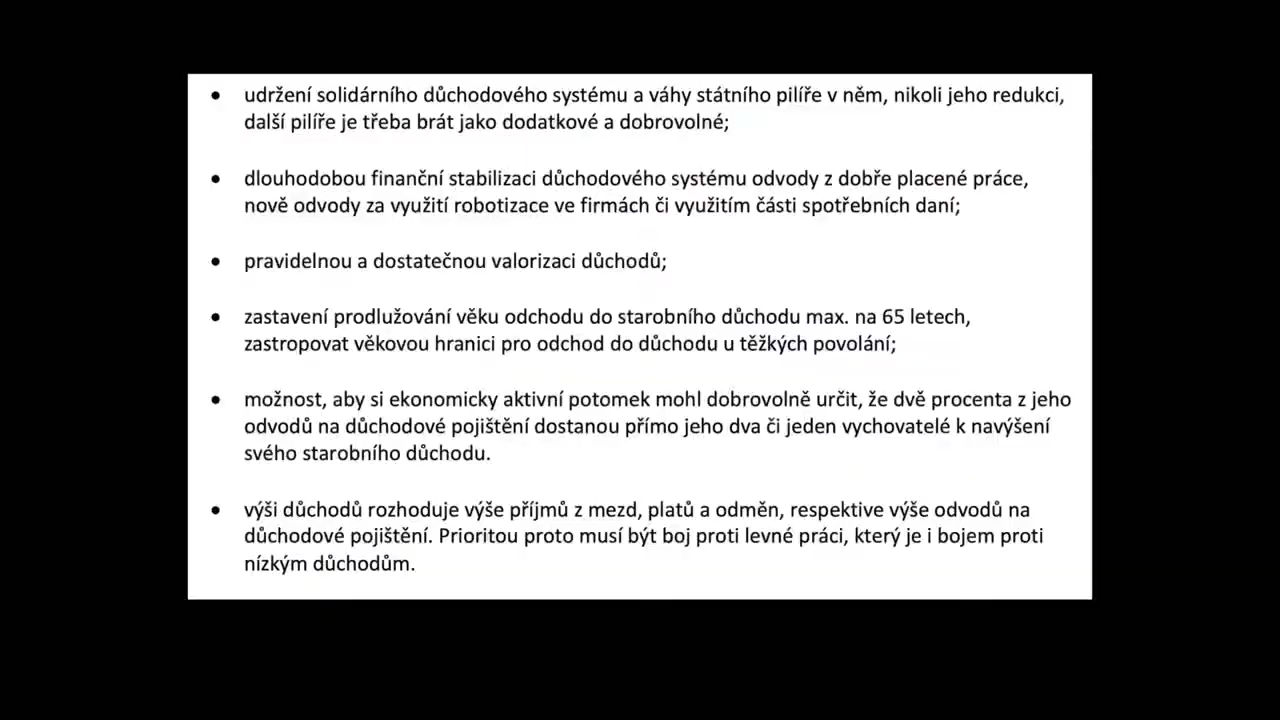 • udržení solidárního důchodového systému a váhy státního pilíře v něm, nikoli jeho redukci,
další pilíře je třeba brát jako dodatkové a dobrovolné;
• dlouhodobou finanční stabilizaci důchodového systému odvody z dobře placené práce,
nově odvody za využití robotizace ve firmách či využitím části spotřebních daní;
• pravidelnou a dostatečnou valorizaci důchodů;
• zastavení prodlužování věku odchodu do starobního důchodu max. na 65 letech,
zastropovat věkovou hranici pro odchod do důchodu u těžkých povolání;
• možnost, aby si ekonomicky aktivní potomek mohl dobrovolně určit, že dvě procenta z jeho
odvodů na důchodové pojištění dostanou přímo jeho dva či jeden vychovatelé k navýšení
svého starobního důchodu.
• výši důchodů rozhoduje výše příjmů z mezd, platů a odměn, respektive výše odvodů na
důchodové pojištění. Prioritou proto musí být boj proti levné práci, který je i bojem proti
nízkým důchodům.